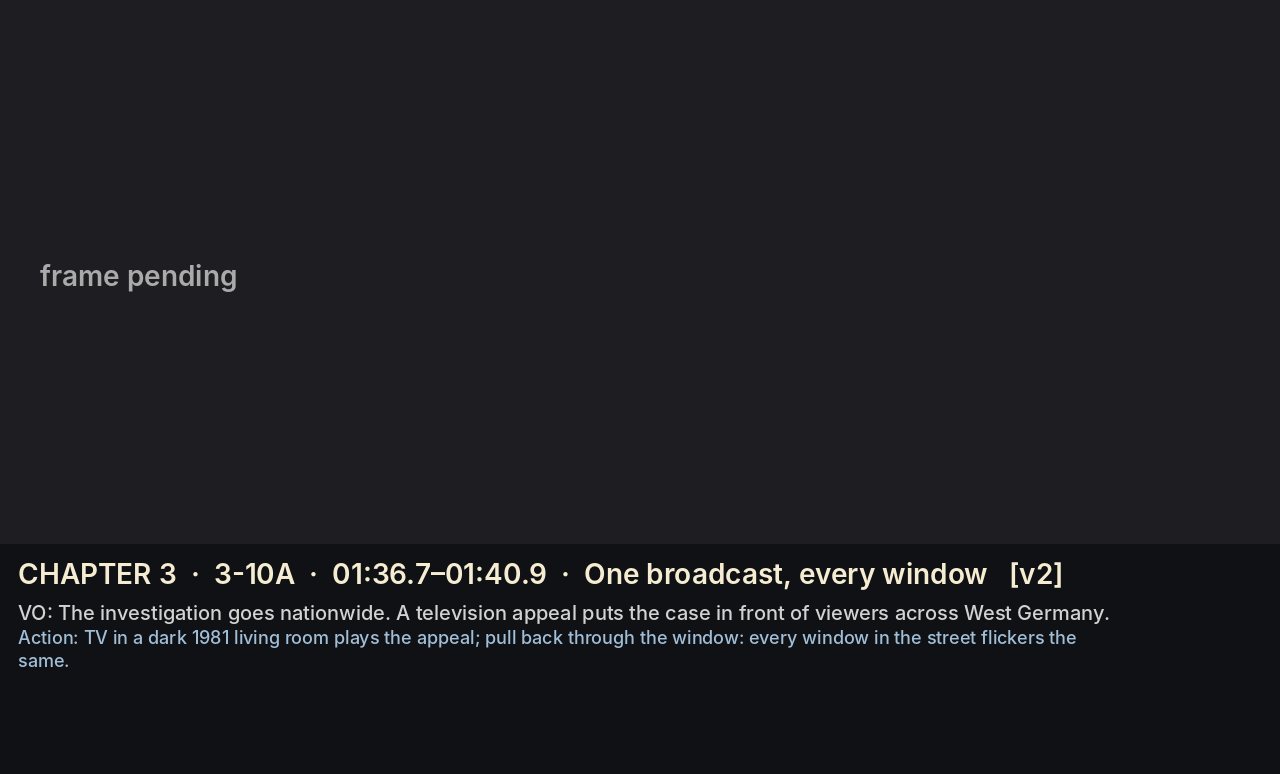 frame pending
CHAPTER 3 · 3-10A · 01:36.7–01:40.9 · One broadcast, every window [v2]
VO: The investigation goes nationwide. A television appeal puts the case in front of viewers across West Germany.
Action: TV in a dark 1981 living room plays the appeal; pull back through the window: every window in the street flickers the
same.